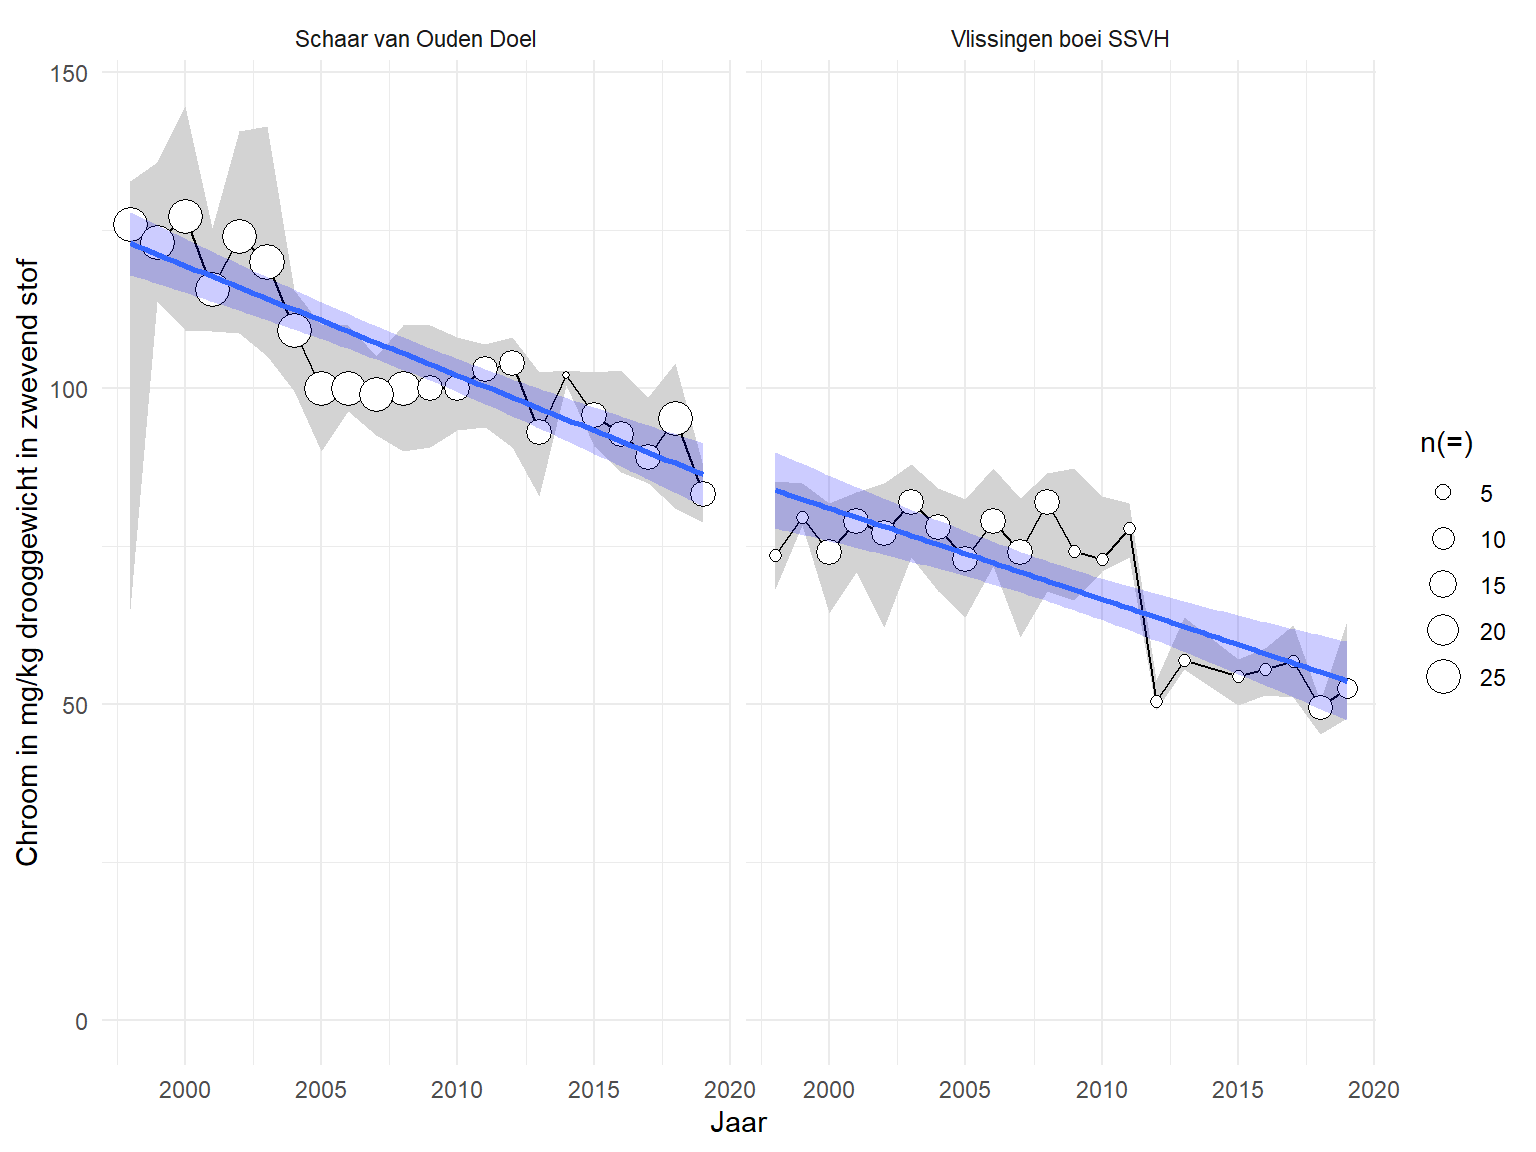 Schaar van Ouden Doel
Vlissingen boei SSVH
150
100
50
0
Chroom in mg/kg drooggewicht in zwevend stof
2000 2005 2010 2015 2020
2000 2005 2010 2015 2020
Jaar
n(=)
5
10
15
20
25